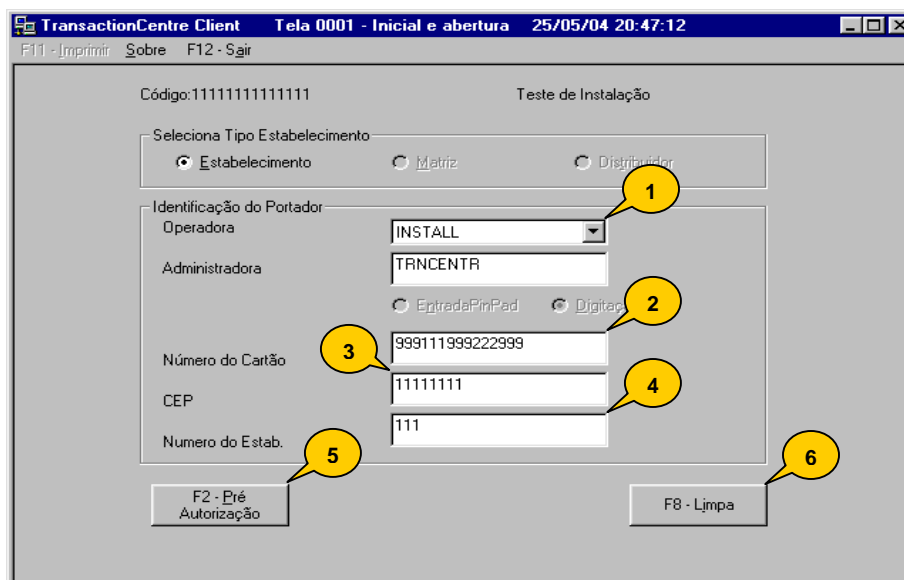 TransactionCentre Client Tela 0001 - Inicial e abertura 25/05/04 20:47:12
F11 - Imprimir Sobre F12 - Sair
Código:11111111111111 Teste de Instalação
Seleciona Tipo Estabelecimento
Estabelecimento Matriz Distribuidor
1
Identificação do Portador
Operadora INSTALL
Administradora TRNCENTR
EntradaPinPad Digitaç
2
Número do Cartão 999111999222999
3
CEP 11111111
4
Numero do Estab. 111
5
6
F2 - Pré
Autorização
F8 - Limpa